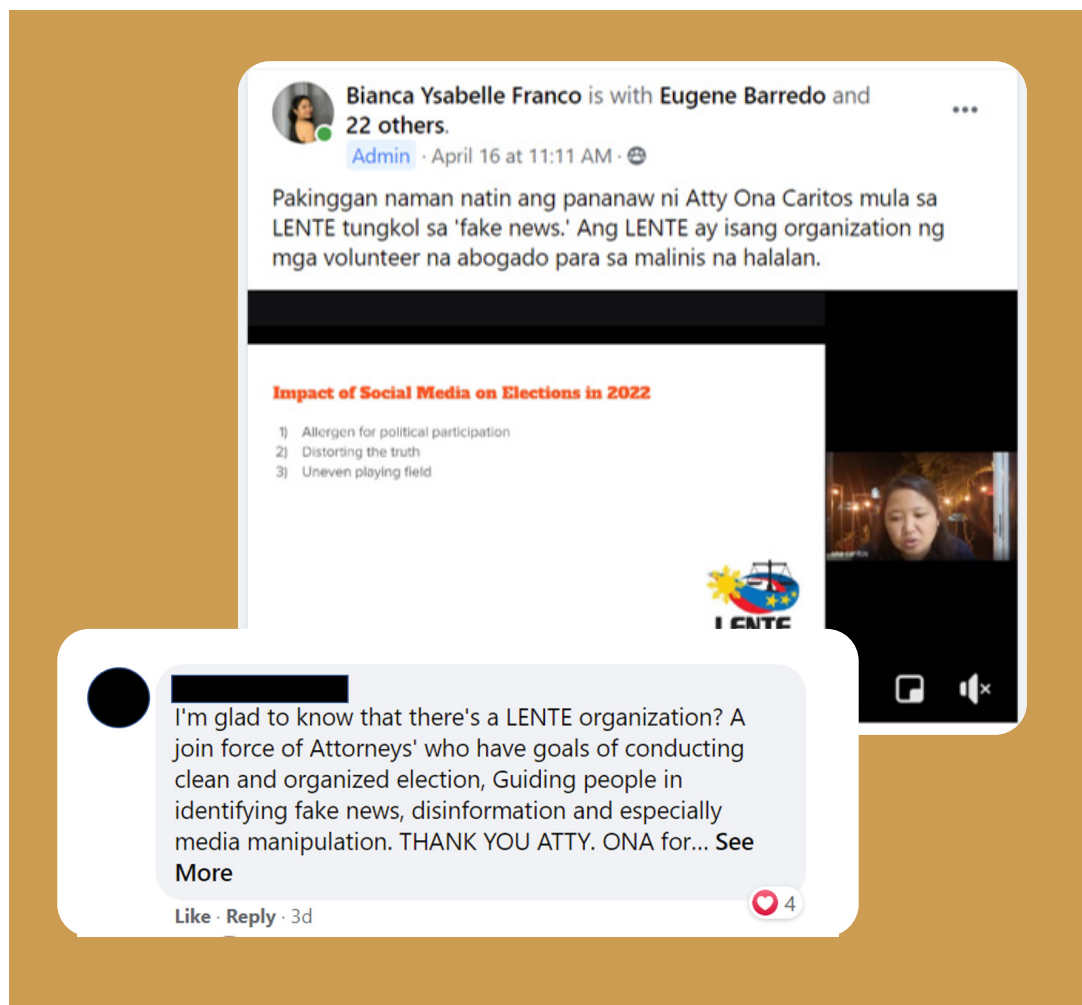 Bianca Ysabelle Franco is with Eugene Barredo and
22 others.
Admin · April 16 at 11:11 AM ·
Pakinggan naman natin ang pananaw ni Atty Ona Caritos mula sa
LENTE tungkol sa 'fake news.' Ang LENTE ay isang organization ng
mga volunteer na abogado para sa malinis na halalan.
Impact of Social Media on Elections in 2022
1) Allergen for political participation
2) Distorting the truth
3) Uneven playing field
ona caritos
LENTE
I'm glad to know that there's a LENTE organization? A
join force of Attorneys' who have goals of conducting
clean and organized election, Guiding people in
identifying fake news, disinformation and especially
media manipulation. THANK YOU ATTY. ONA for... See
More
4
Like · Reply · 3d